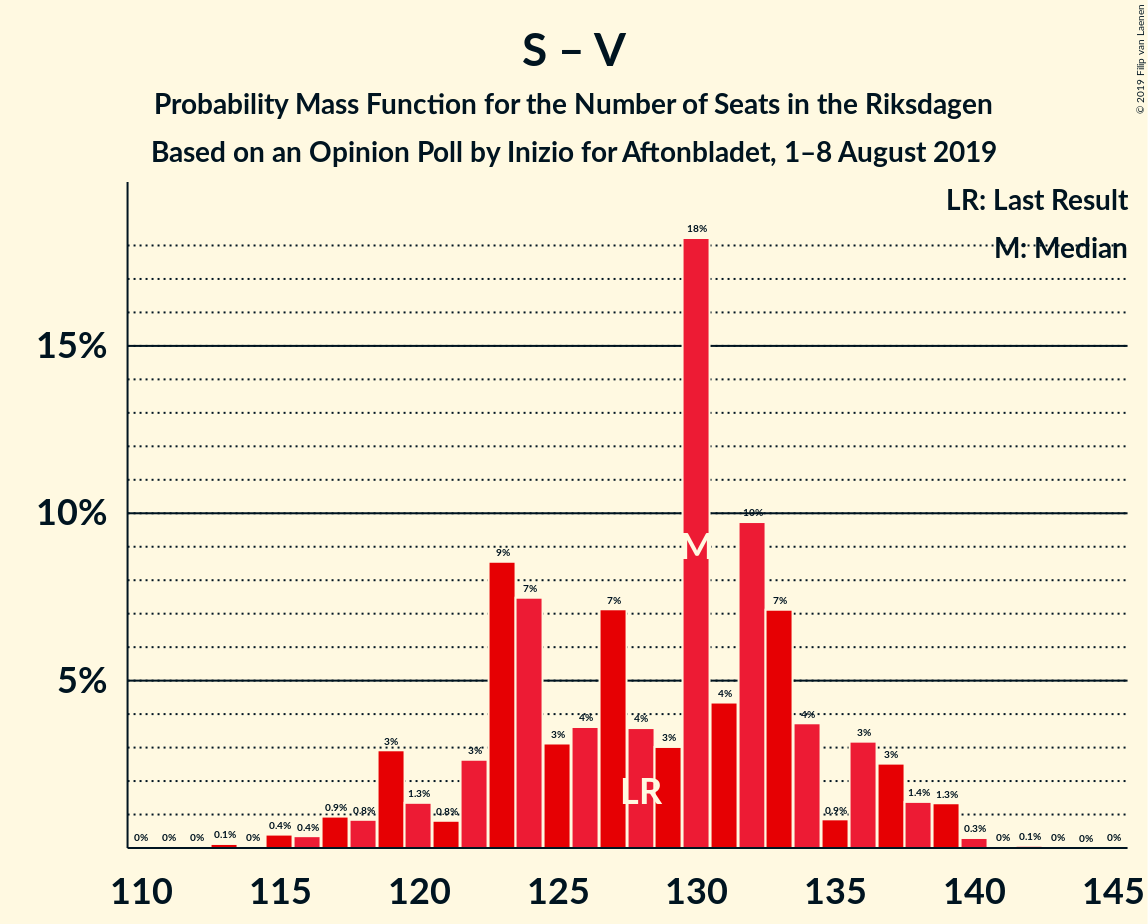 S – V
Probability Mass Function for the Number of Seats in the Riksdagen
Based on an Opinion Poll by Inizio for Aftonbladet, 1–8 August 2019
© 2019 Filip van Laenen
LR: Last Result
M: Median
15%
10%
5%
0% 0% 0% 0.1% 0% 0.4% 0.4% 0.9% 0.8% 3% 1.3% 0.8% 3% 9% 7% 3% 4% 7% 4% 3% 18% 4% 10% 7% 4% 0.9% 3% 3% 1.4% 1.3% 0.3% 0% 0.1% 0% 0% 0%
M
LR
110 115 120 125 130 135 140 145